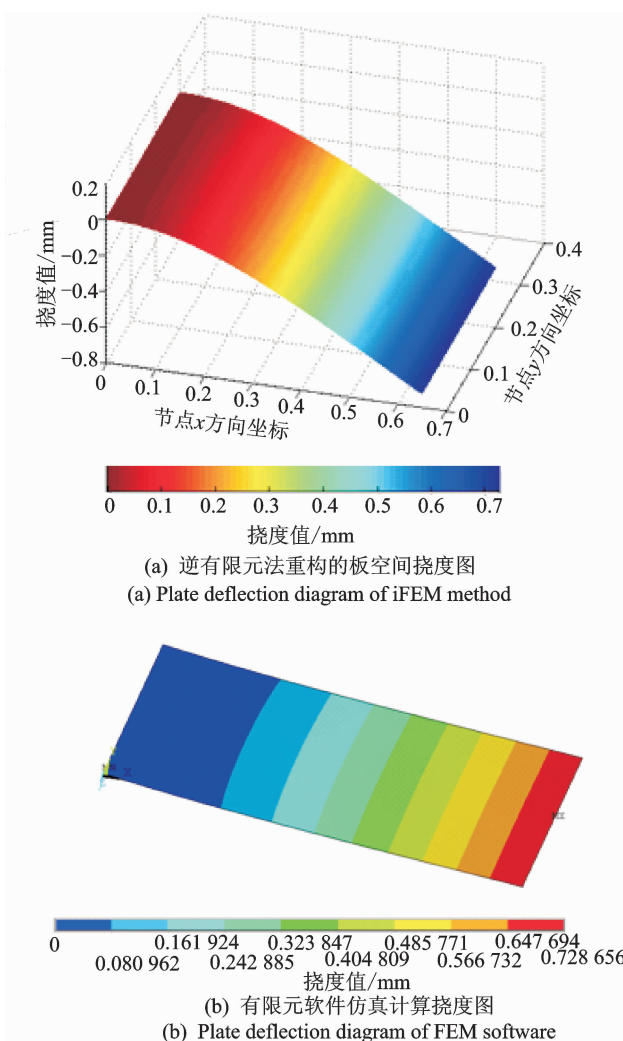 0.2
0
−0.2
−0.4
−0.6
−0.8
挠度值/mm
0 0.1 0.2 0.3 0.4 0.5 0.6 0.7
节点x方向坐标
0 0.1 0.2 0.3 0.4
节点y方向坐标
0 0.1 0.2 0.3 0.4 0.5 0.6 0.7
挠度值/mm
(a) 逆有限元法重构的板空间挠度图
(a) Plate deflection diagram of iFEM method
X
MX
0 0.161 924 0.323 847 0.485 771 0.647 694
0.080 962 0.242 885 0.404 809 0.566 732 0.728 656
挠度值/mm
(b) 有限元软件仿真计算挠度图
(b) Plate deflection diagram of FEM software